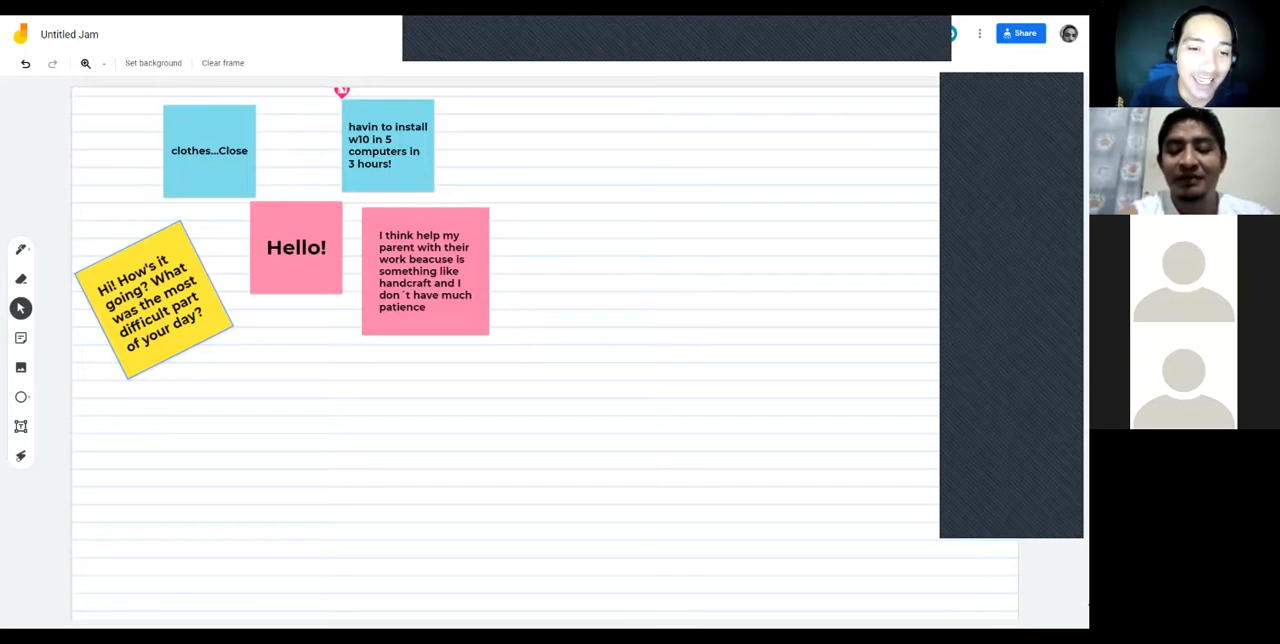 Untitled Jam
Share
Set background
Clear frame
clothes...Close
havin to install
w10 in 5
computers in
3 hours!
Hello!
I think help my
parent with their
work beacuse is
something like
handcraft and I
don´t have much
patience
Hi! How's it
going? What
was the most
difficult part
of your day?